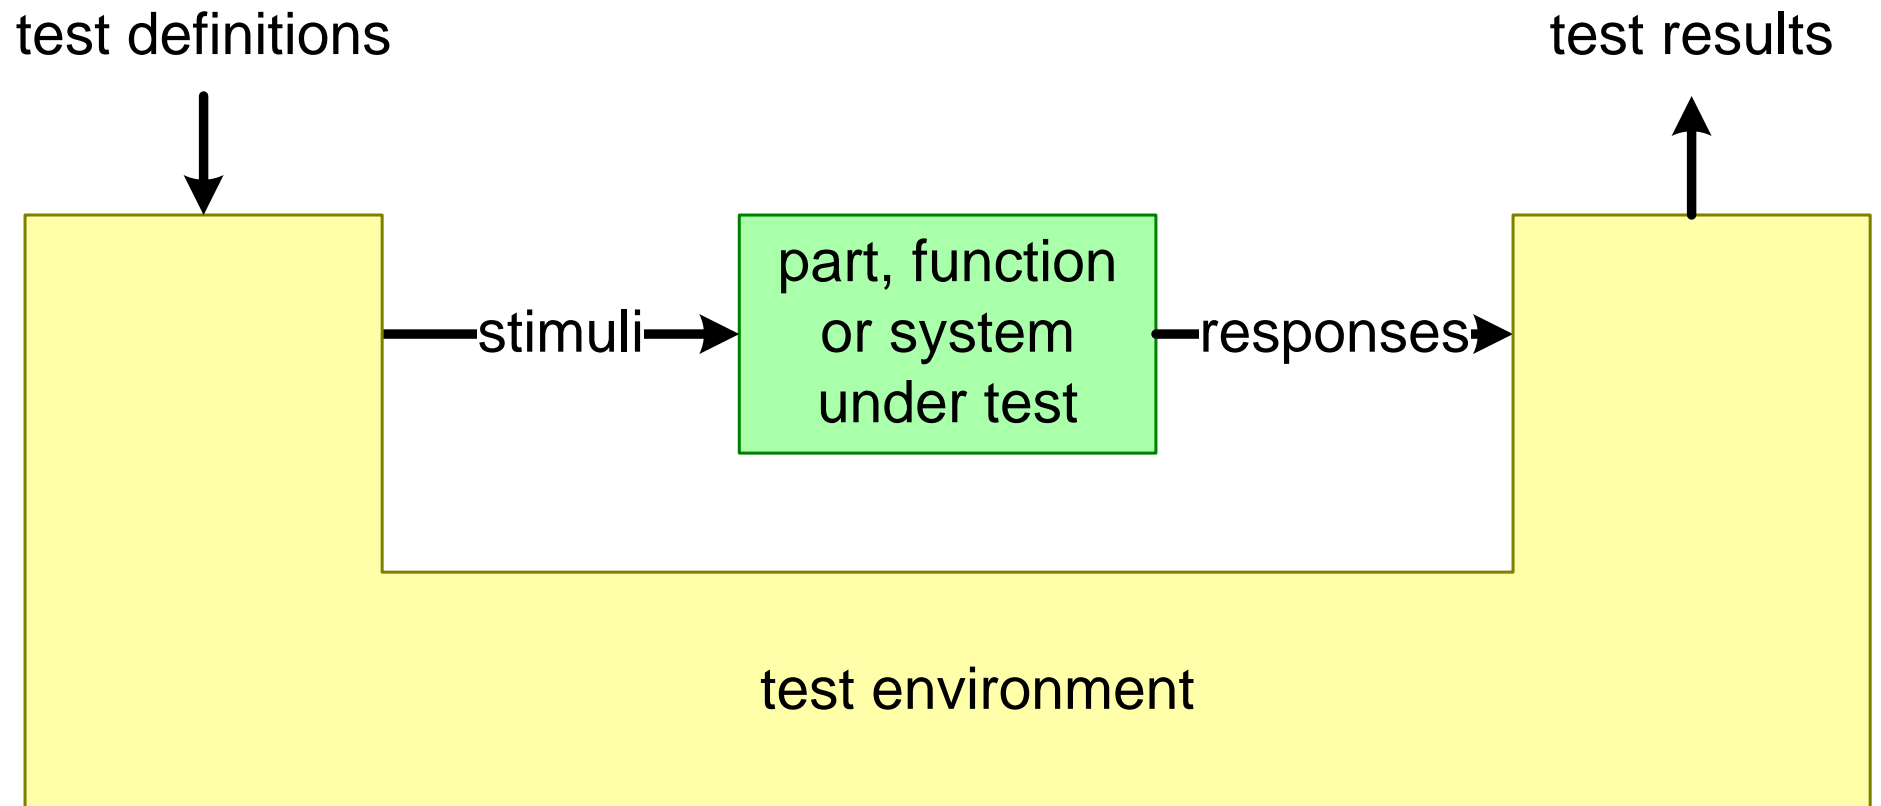 test definitions
test results
stimuli
part, function
or system
under test
responses
test environment